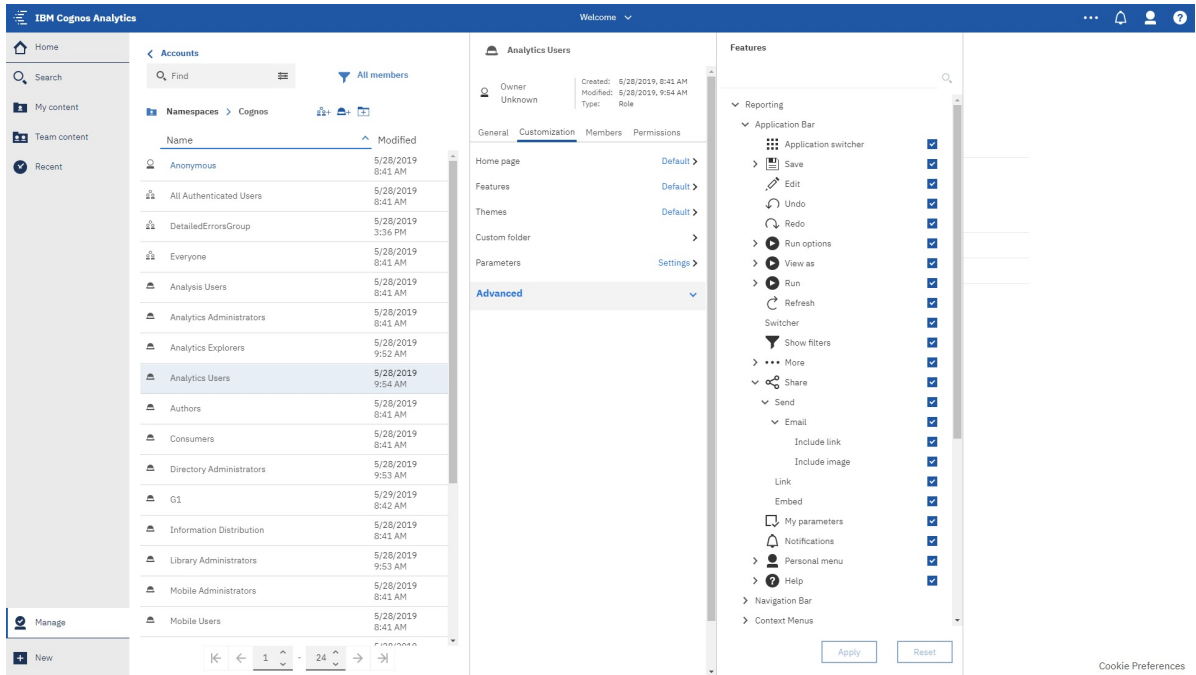 IBM Cognos Analytics
Welcome
Home
Search
My content
Team content
Recent
Manage
New
Accounts
Find
All members
Namespaces > Cognos
Name Modified
Anonymous 5/28/2019
8:41 AM
All Authenticated Users 5/28/2019
8:41 AM
DetailedErrorsGroup 5/28/2019
3:36 PM
Everyone 5/28/2019
8:41 AM
Analysis Users 5/28/2019
8:41 AM
Analytics Administrators 5/28/2019
8:41 AM
Analytics Explorers 5/28/2019
9:52 AM
Analytics Users 5/28/2019
9:54 AM
Authors 5/28/2019
8:41 AM
Consumers 5/28/2019
8:41 AM
Directory Administrators 5/28/2019
9:53 AM
G1 5/29/2019
8:42 AM
Information Distribution 5/28/2019
8:41 AM
Library Administrators 5/28/2019
9:53 AM
Mobile Administrators 5/28/2019
8:41 AM
Mobile Users 5/28/2019
8:41 AM
1 - 24
Analytics Users
Owner
Unknown
Created: 5/28/2019, 8:41 AM
Modified: 5/28/2019, 9:54 AM
Type: Role
General Customization Members Permissions
Home page Default
Features Default
Themes Default
Custom folder
Parameters Settings
Advanced
Features
Reporting
Application Bar
Application switcher
Save
Edit
Undo
Redo
Run options
View as
Run
Refresh
Switcher
Show filters
More
Share
Send
Email
Include link
Include image
Link
Embed
My parameters
Notifications
Personal menu
Help
Navigation Bar
Context Menus
Apply Reset
Cookie Preferences